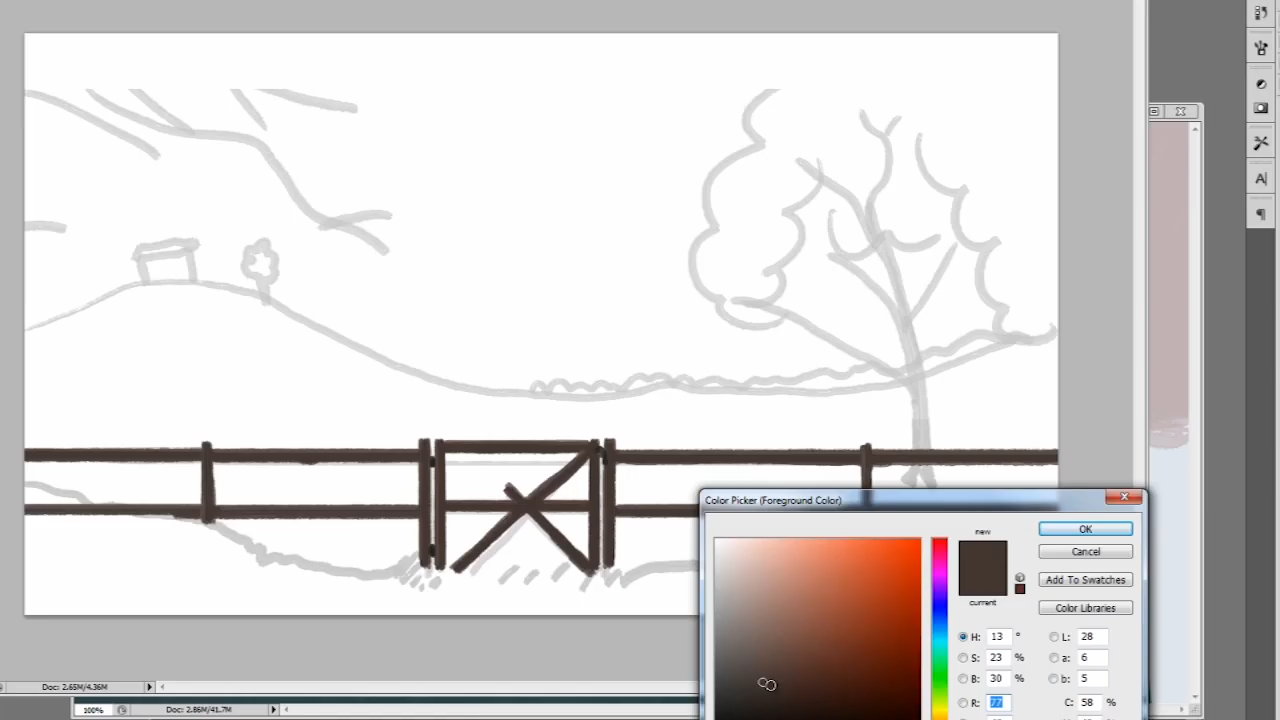 A|
Color Picker (Foreground Color)
new
OK
Cancel
Add To Swatches
current
Color Libraries
H: 13 °
L: 28
S: 23 %
a: 6
B: 30 %
b: 5
R: 77
C: 58 %
Doc: 2.65M/4.36M
100%
Doc: 2.86M/41.7M